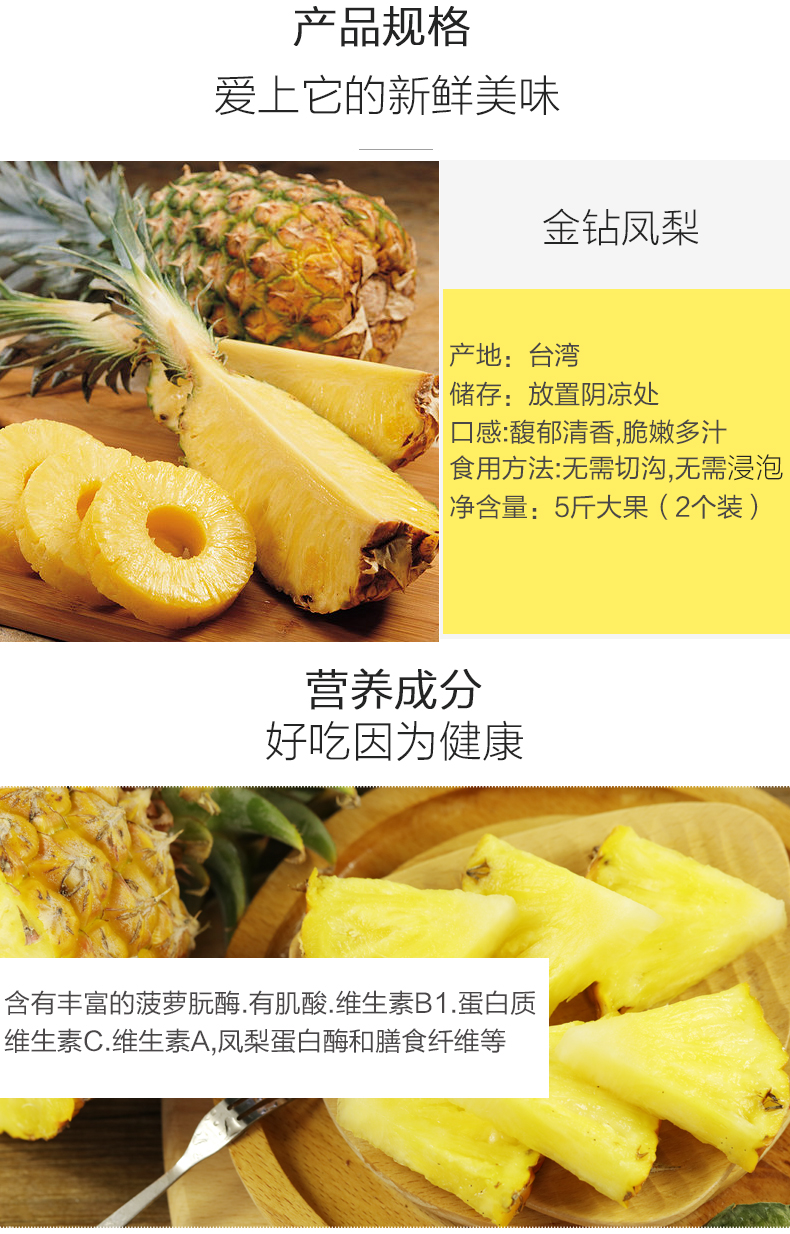 产品规格
爱上它的新鲜美味
金钻凤梨
产地：台湾
储存：放置阴凉处
口感:馥郁清香,脆嫩多汁
食用方法:无需切沟,无需浸泡
净含量：5斤大果（2个装）
营养成分
好吃因为健康
含有丰富的菠萝朊酶.有肌酸.维生素B1.蛋白质
维生素C.维生素A,凤梨蛋白酶和膳食纤维等